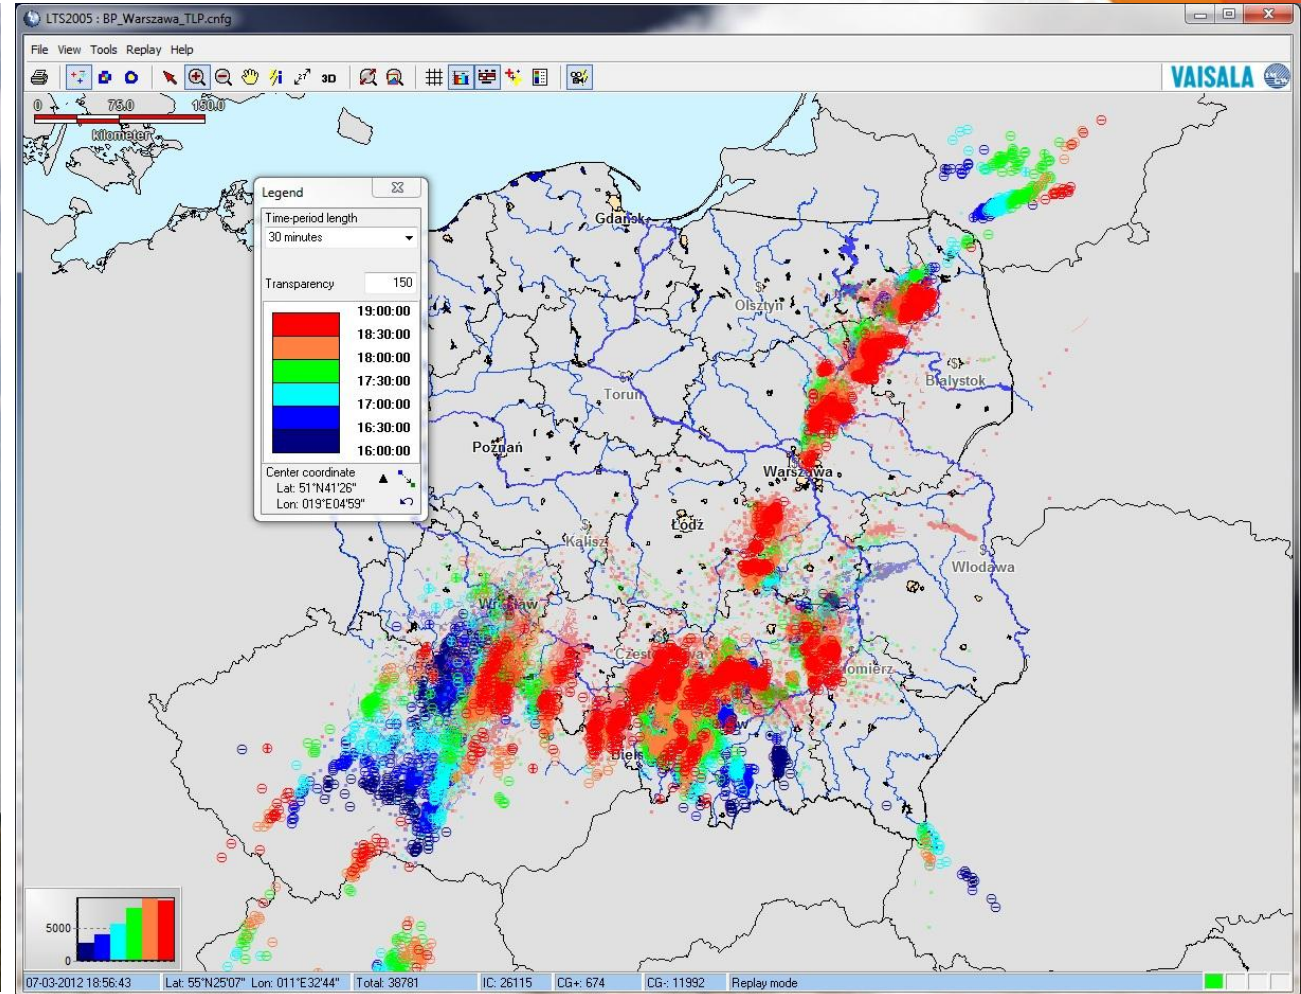 LTS2005 : BP_Warszawa_TLP.cnfg
File View Tools Replay Help
3D
VAISALA
0 75.0 150.0
kilometer
Legend
Time-period length
30 minutes
Transparency 150
19:00:00
18:30:00
18:00:00
17:30:00
17:00:00
16:30:00
16:00:00
Center coordinate
Lat: 51°N41'26"
Lon: 019°E04'59"
Gdańsk
Olsztyn
Białystok
Toruń
Poznań
Warszawa
Łódź
Kalisz
Włodawa
Wrocław
5000
0
07-03-2012 18:56:43 Lat: 55°N25'07" Lon: 011°E32'44" Total: 38781 IC: 26115 CG+: 674 CG-: 11992 Replay mode